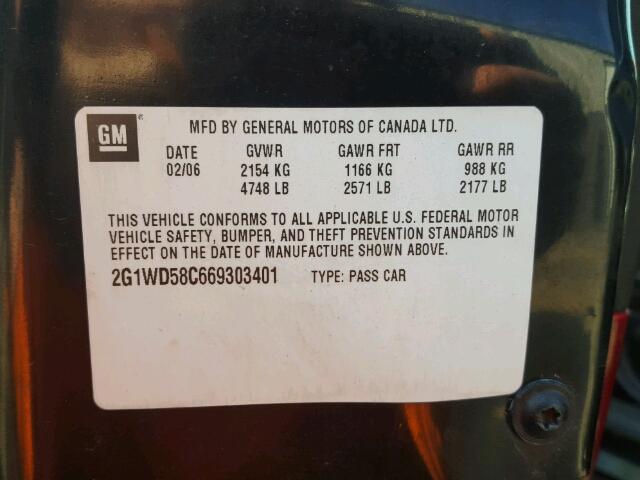 GM ®
MFD BY GENERAL MOTORS OF CANADA LTD.
DATE GVWR GAWR FRT GAWR RR
02/06 2154 KG 1166 KG 988 KG
4748 LB 2571 LB 2177 LB
THIS VEHICLE CONFORMS TO ALL APPLICABLE U.S. FEDERAL MOTOR
VEHICLE SAFETY, BUMPER, AND THEFT PREVENTION STANDARDS IN
EFFECT ON THE DATE OF MANUFACTURE SHOWN ABOVE.
2G1WD58C669303401 TYPE: PASS CAR